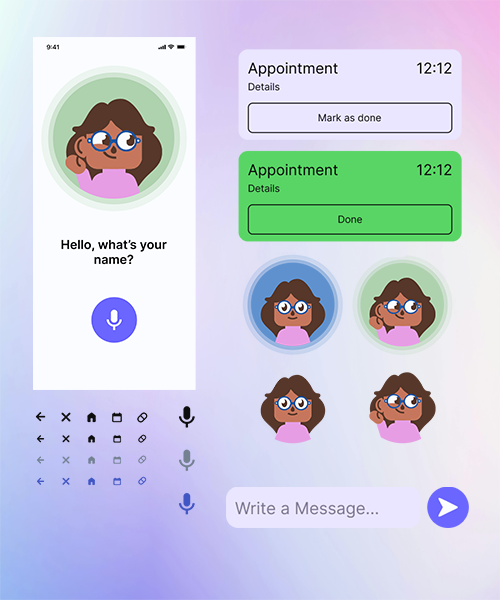 9:41
Hello, what's your
name?
Appointment 12:12
Details
Mark as done
Appointment 12:12
Details
Done
Write a Message...